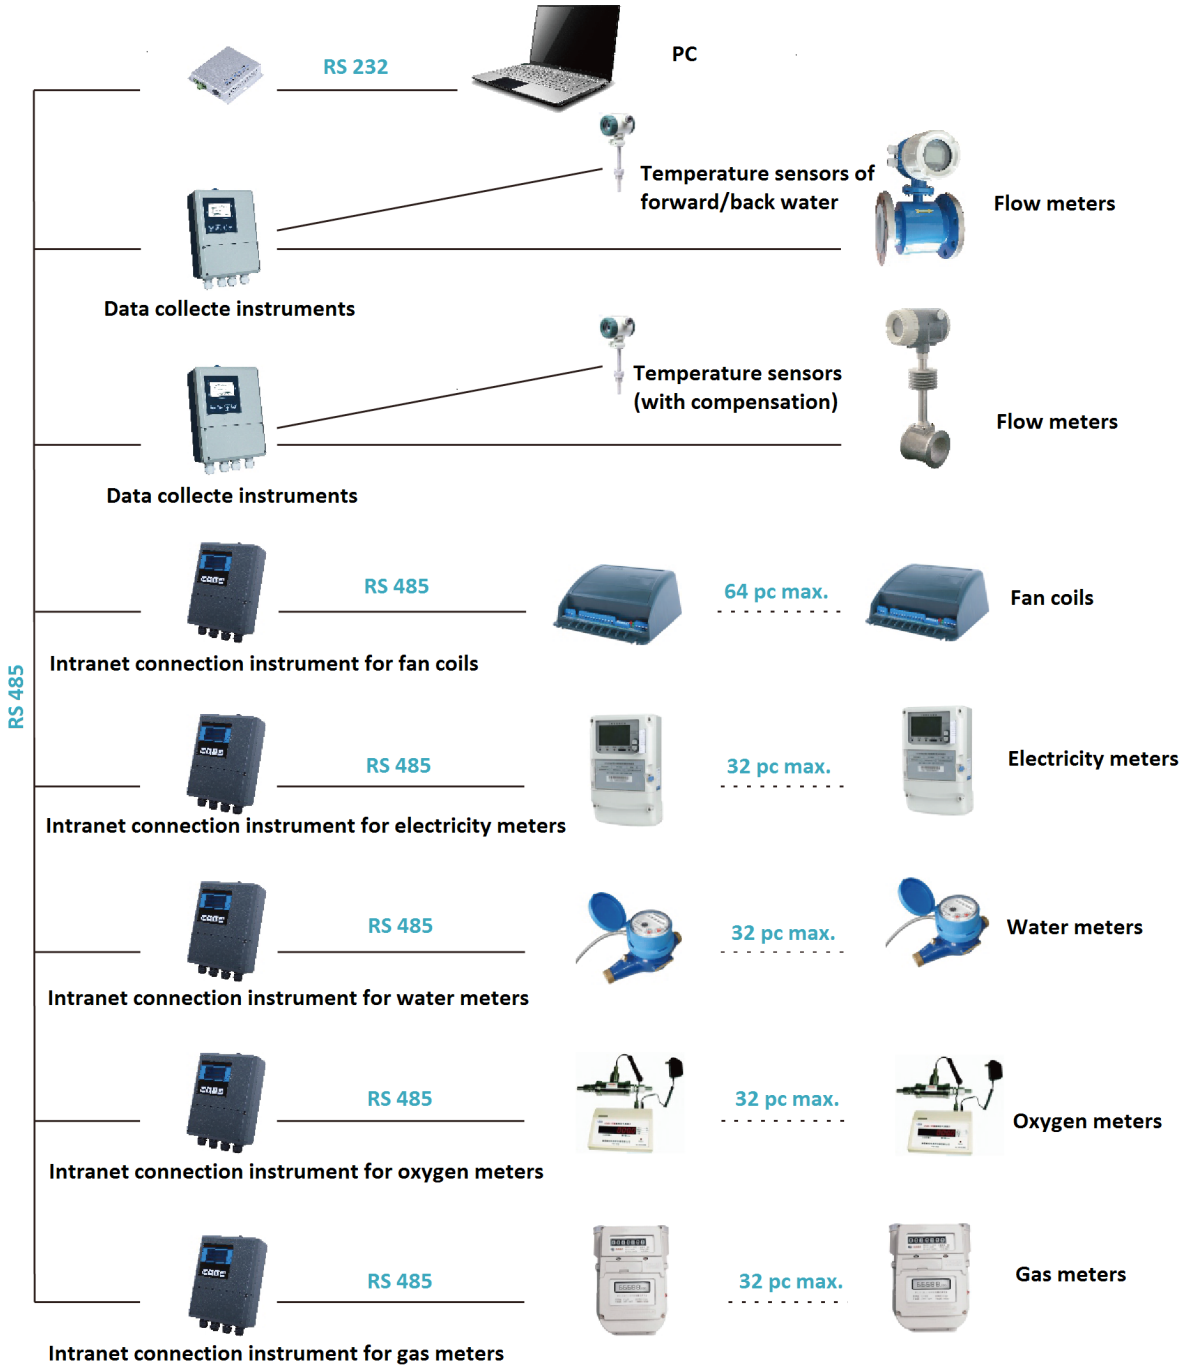 RS 232
PC
Temperature sensors of
forward/back water
Flow meters
Data collecte instruments
Temperature sensors
(with compensation)
Flow meters
Data collecte instruments
RS 485
64 pc max.
Fan coils
Intranet connection instrument for fan coils
RS 485
RS 485
32 pc max.
Electricity meters
Intranet connection instrument for electricity meters
RS 485
32 pc max.
Water meters
Intranet connection instrument for water meters
RS 485
32 pc max.
Oxygen meters
Intranet connection instrument for oxygen meters
RS 485
32 pc max.
Gas meters
Intranet connection instrument for gas meters